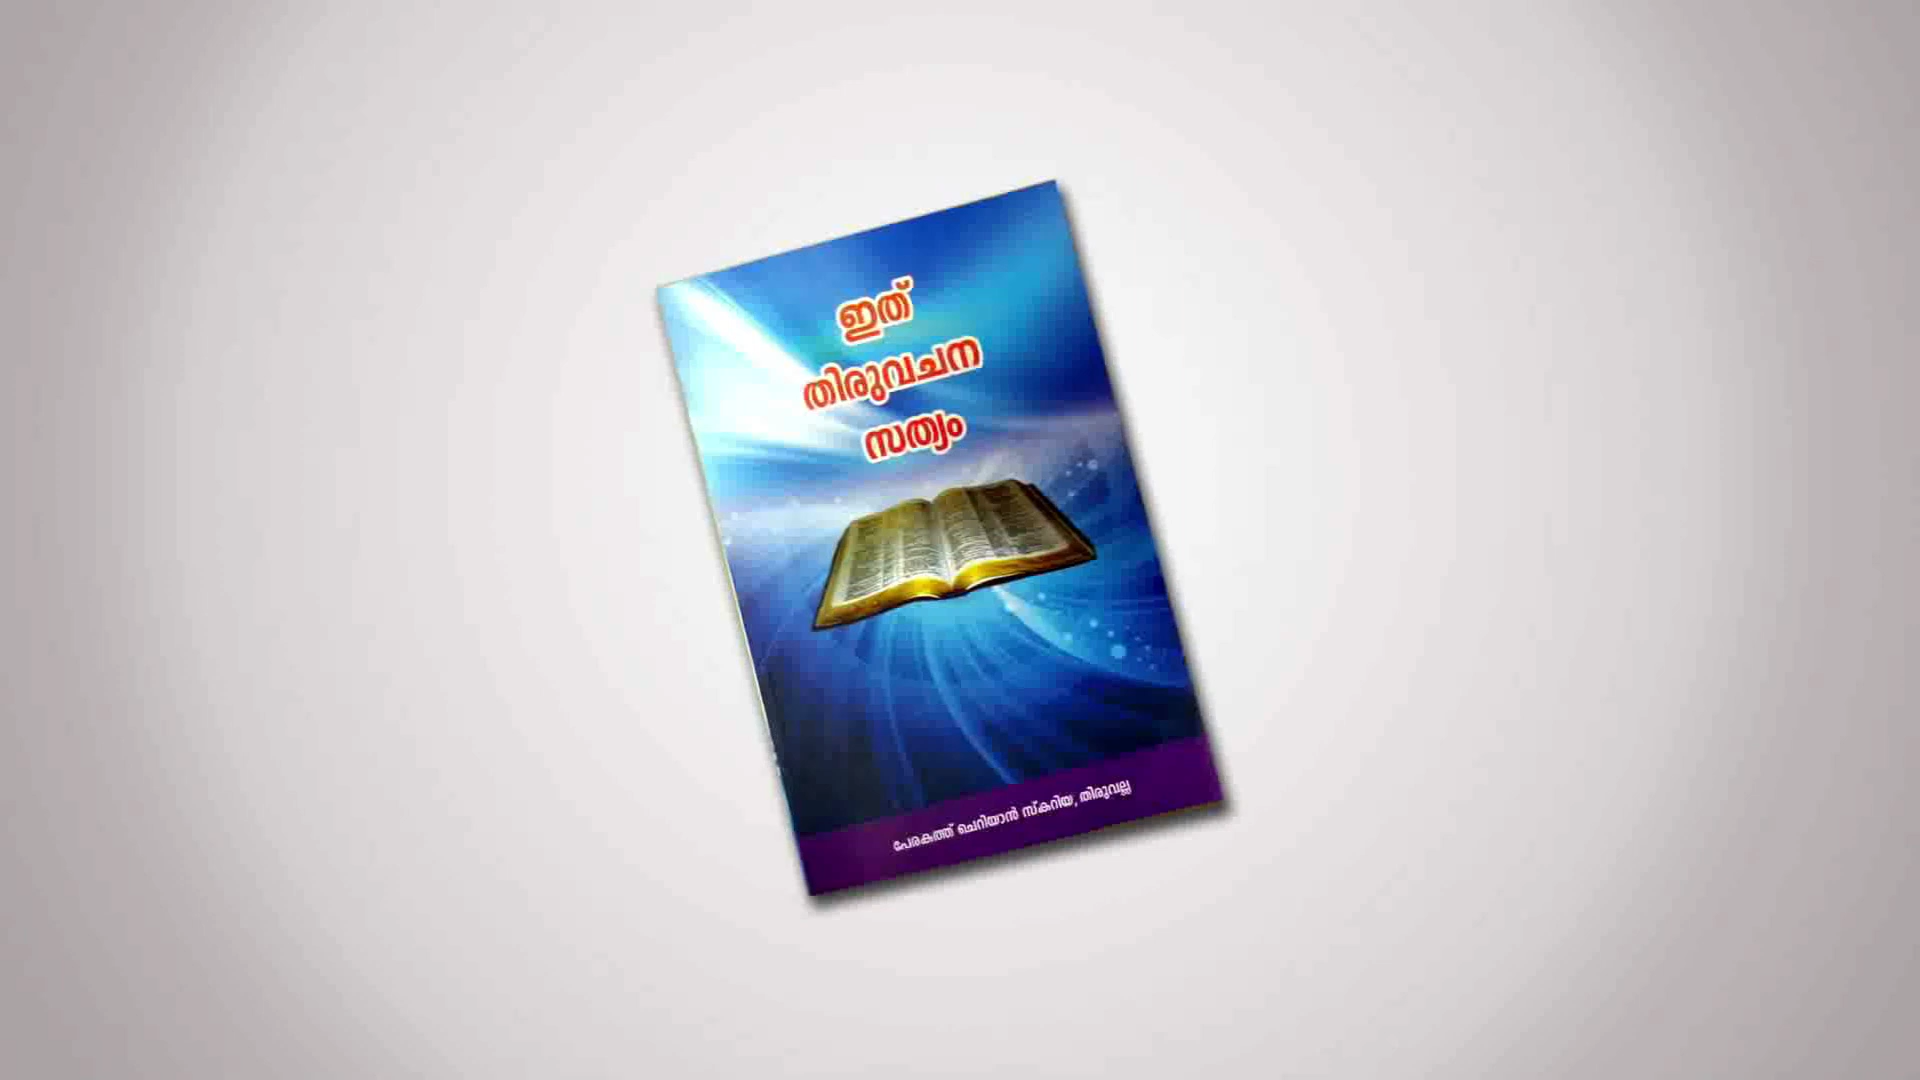 ഇത്
തിരുവചന
സത്യം
പേരകത്ത് ചെറിയാൻ സ്കറിയ, തിരുവല്ല